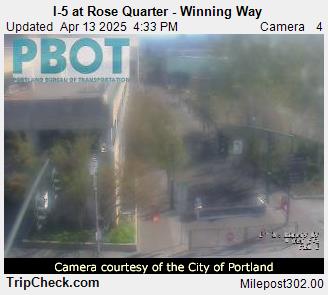 I-5 at Rose Quarter - Winning Way
Updated Apr 13 2025 4:33 PM Camera 4
PBOT
PORTLAND BUREAU OF TRANSPORTATION
Camera courtesy of the City of Portland
TripCheck.com Milepost302.00